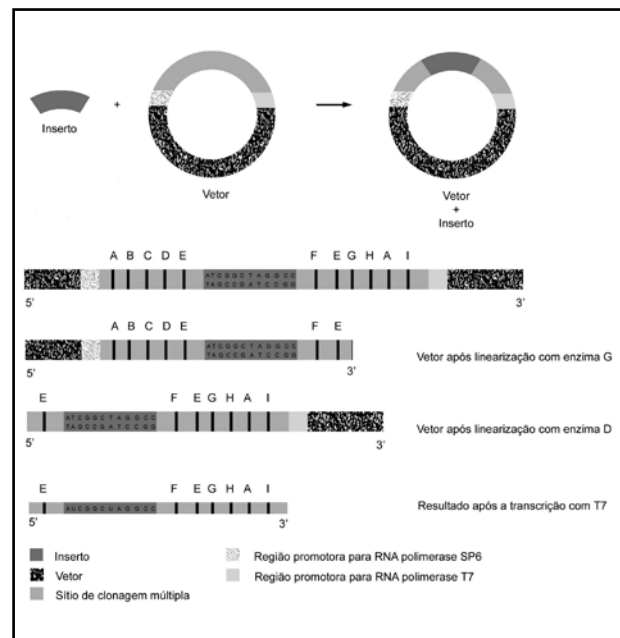 Inserto
+
Vetor
Vetor
+
Inserto
A B C D E F E G H A I
ATCGGCTAGGCC
TAGCCGATCCGG
5' 3'
A B C D E F E
ATCGGCTAGGCC
TAGCCGATCCGG
5' 3'
Vetor após linearização com enzima G
E F E G H A I
ATCGGCTAGGCC
TAGCCGATCCGG
5' 3'
Vetor após linearização com enzima D
E F E G H A I
AUCGGCUAGGCC
5' 3'
Resultado após a transcrição com T7
Inserto
Vetor
Sítio de clonagem múltipla
Região promotora para RNA polimerase SP6
Região promotora para RNA polimerase T7